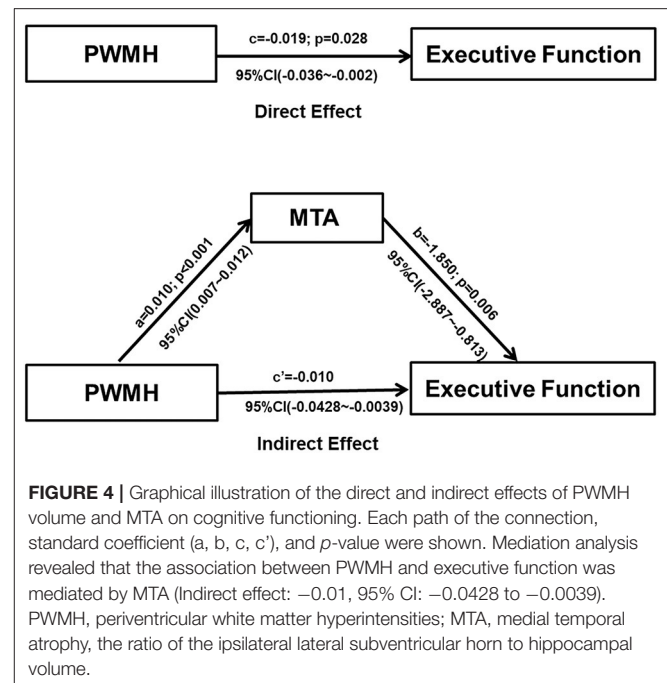 c=-0.019; p=0.028
PWMH
Executive Function
95%CI(-0.036~-0.002)
Direct Effect
MTA
a=0.010; p<0.001
95%CI(0.007~0.012)
b=-1.850; p=0.006
95%CI(-2.887~-0.813)
c'=-0.010
PWMH
Executive Function
95%CI(-0.0428~-0.0039)
Indirect Effect
FIGURE 4 | Graphical illustration of the direct and indirect effects of PWMH
volume and MTA on cognitive functioning. Each path of the connection,
standard coefficient (a, b, c, c'), and p-value were shown. Mediation analysis
revealed that the association between PWMH and executive function was
mediated by MTA (Indirect effect: −0.01, 95% CI: −0.0428 to −0.0039).
PWMH, periventricular white matter hyperintensities; MTA, medial temporal
atrophy, the ratio of the ipsilateral lateral subventricular horn to hippocampal
volume.